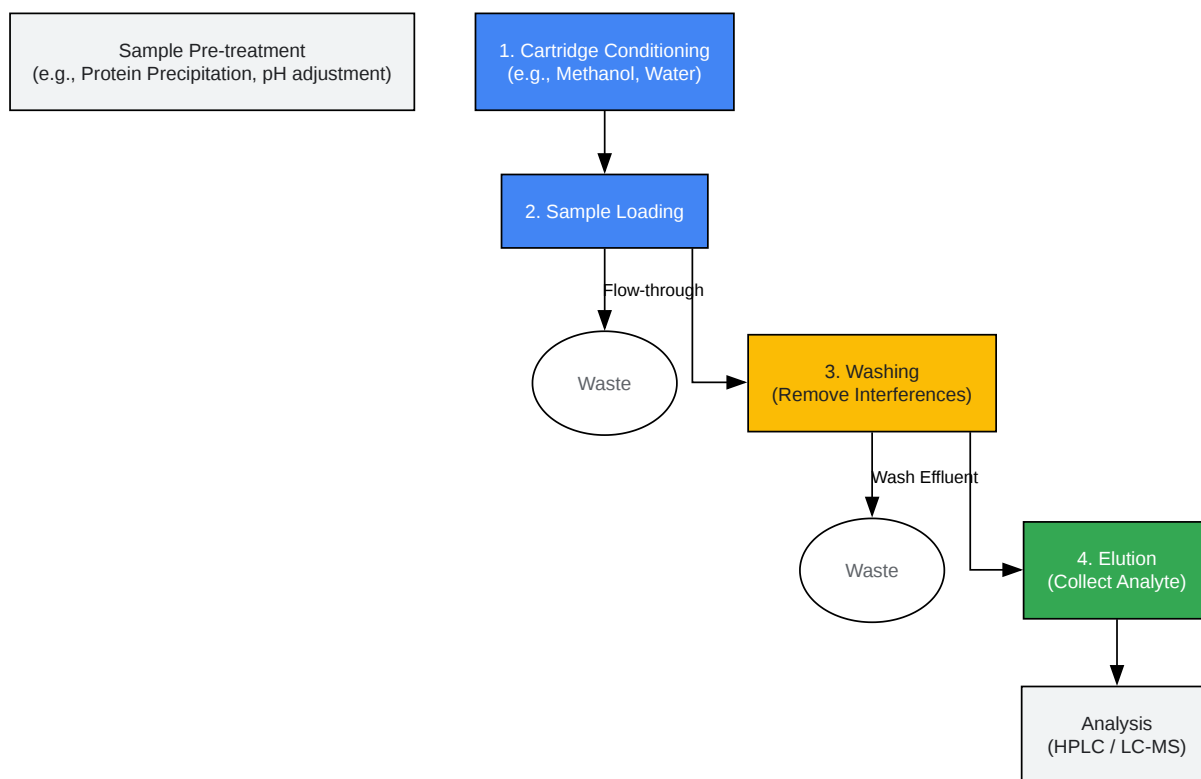 Sample Pre-treatment
(e.g., Protein Precipitation, pH adjustment)
1. Cartridge Conditioning
(e.g., Methanol, Water)
2. Sample Loading
Flow-through
Waste
3. Washing
(Remove Interferences)
Wash Effluent
Waste
4. Elution
(Collect Analyte)
Analysis
(HPLC / LC-MS)